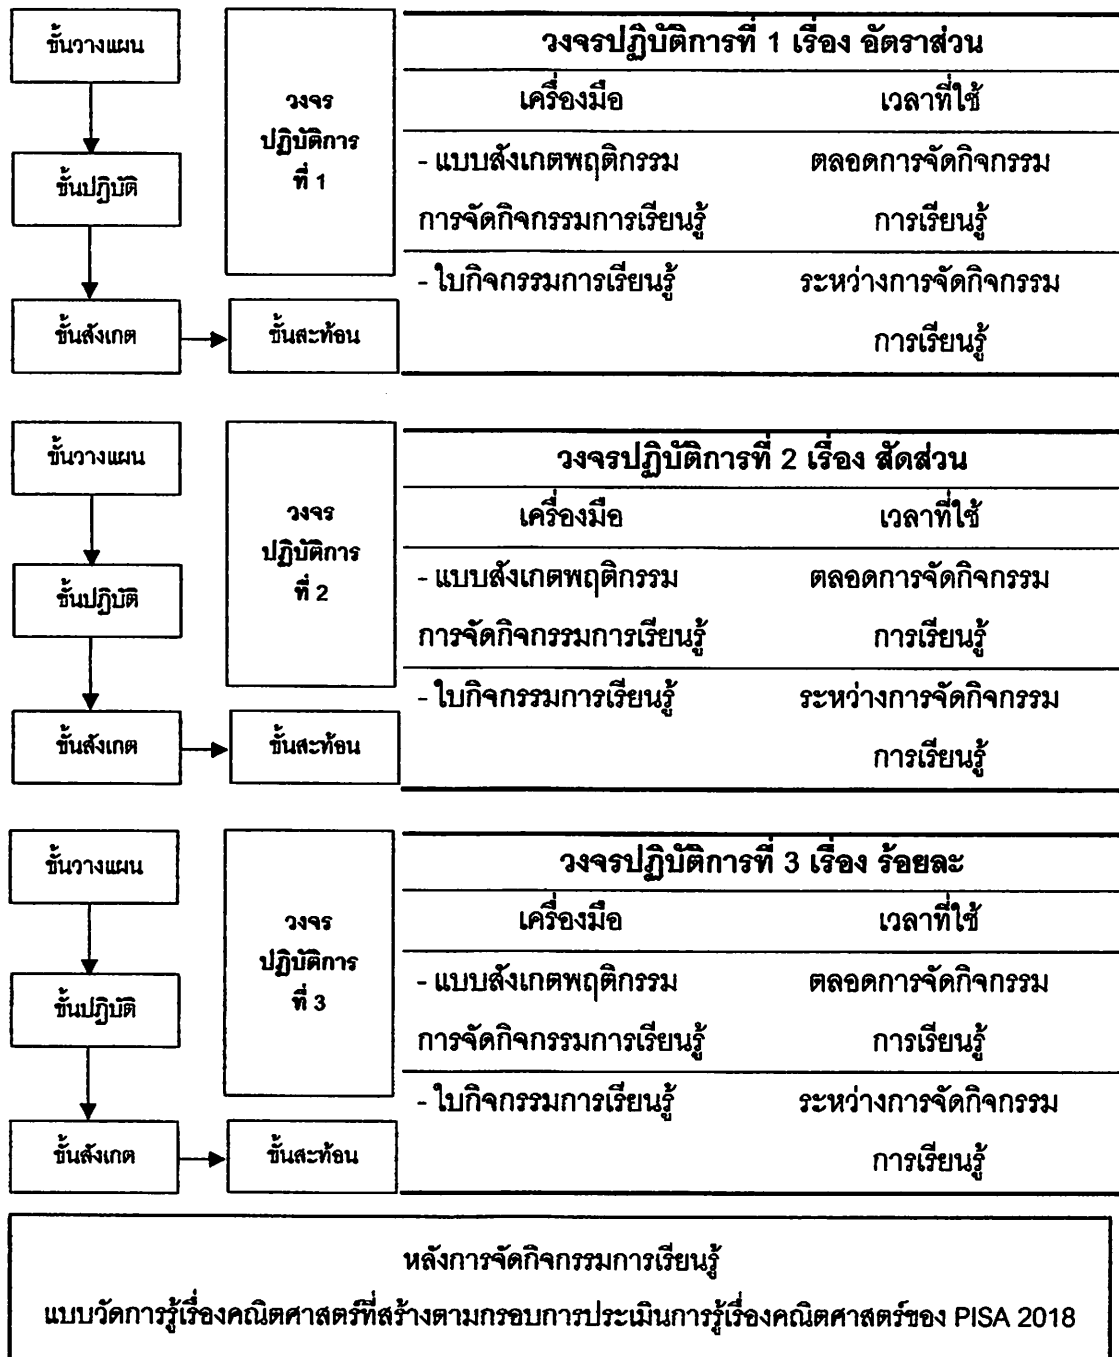 ขั้นวางแผน
ขั้นปฏิบัติ
ขั้นสังเกต
ขั้นสะท้อน
วงจร
ปฏิบัติการ
ที่ 1
วงจรปฏิบัติการที่ 1 เรื่อง อัตราส่วน
เครื่องมือ เวลาที่ใช้
- แบบสังเกตพฤติกรรม ตลอดการจัดกิจกรรม
การจัดกิจกรรมการเรียนรู้ การเรียนรู้
- ใบกิจกรรมการเรียนรู้ ระหว่างการจัดกิจกรรม
การเรียนรู้
ขั้นวางแผน
ขั้นปฏิบัติ
ขั้นสังเกต
ขั้นสะท้อน
วงจร
ปฏิบัติการ
ที่ 2
วงจรปฏิบัติการที่ 2 เรื่อง สัดส่วน
เครื่องมือ เวลาที่ใช้
- แบบสังเกตพฤติกรรม ตลอดการจัดกิจกรรม
การจัดกิจกรรมการเรียนรู้ การเรียนรู้
- ใบกิจกรรมการเรียนรู้ ระหว่างการจัดกิจกรรม
การเรียนรู้
ขั้นวางแผน
ขั้นปฏิบัติ
ขั้นสังเกต
ขั้นสะท้อน
วงจร
ปฏิบัติการ
ที่ 3
วงจรปฏิบัติการที่ 3 เรื่อง ร้อยละ
เครื่องมือ เวลาที่ใช้
- แบบสังเกตพฤติกรรม ตลอดการจัดกิจกรรม
การจัดกิจกรรมการเรียนรู้ การเรียนรู้
- ใบกิจกรรมการเรียนรู้ ระหว่างการจัดกิจกรรม
การเรียนรู้
หลังการจัดกิจกรรมการเรียนรู้
แบบวัดการรู้เรื่องคณิตศาสตร์ที่สร้างตามกรอบการประเมินการรู้เรื่องคณิตศาสตร์ของ PISA 2018